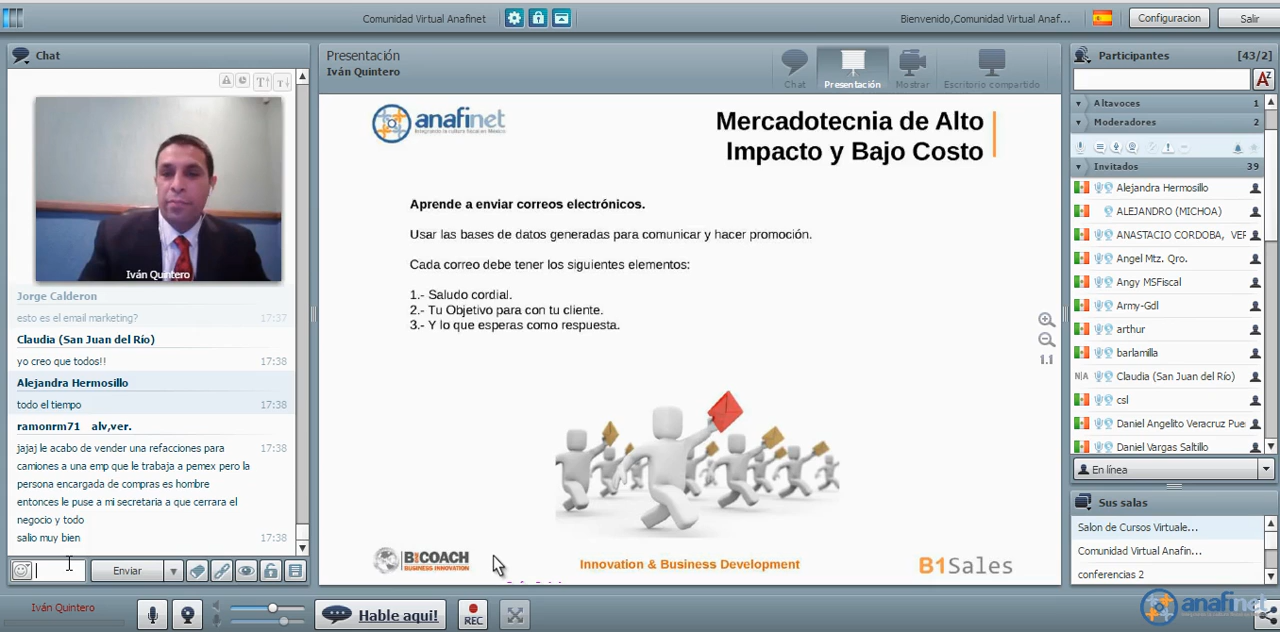 Comunidad Virtual Anafinet
Bienvenido,Comunidad Virtual Anaf...
Configuracion
Salir
Chat
Iván Quintero
Jorge Calderon
esto es el email marketing?
17:37
Claudia (San Juan del Río)
yo creo que todos!!
17:38
Alejandra Hermosillo
todo el tiempo
17:38
ramonrm71 alv,ver.
jajaj le acabo de vender una refacciones para
17:38
camiones a una emp que le trabaja a pemex pero la
persona encargada de compras es hombre
entonces le puse a mi secretaria a que cerrara el
negocio y todo
salio muy bien
17:38
Enviar
Presentación
Iván Quintero
Chat
Presentación
Mostrar
Escritorio compartido
anafinet
Mercadotecnia de Alto
Impacto y Bajo Costo
Aprende a enviar correos electrónicos.
Usar las bases de datos generadas para comunicar y hacer promoción.
Cada correo debe tener los siguientes elementos:
1.- Saludo cordial.
2.- Tu Objetivo para con tu cliente.
3.- Y lo que esperas como respuesta.
1:1
BUSINESS INNOVATION
Innovation & Business Development
B1Sales
Participantes
[43/2]
Altavoces
1
Moderadores
2
Invitados
39
Alejandra Hermosillo
ALEJANDRO (MICHOA)
ANASTACIO CORDOBA, VER
Angel Mtz. Qro.
Angy MSFiscal
Army-Gdl
arthur
barlamilla
N/A
Claudia (San Juan del Río)
csl
Daniel Angelito Veracruz Pue
Daniel Vargas Saltillo
En línea
Sus salas
Salon de Cursos Virtuale...
Comunidad Virtual Anafin...
conferencias 2
Iván Quintero
Hable aqui!
REC
anafinet